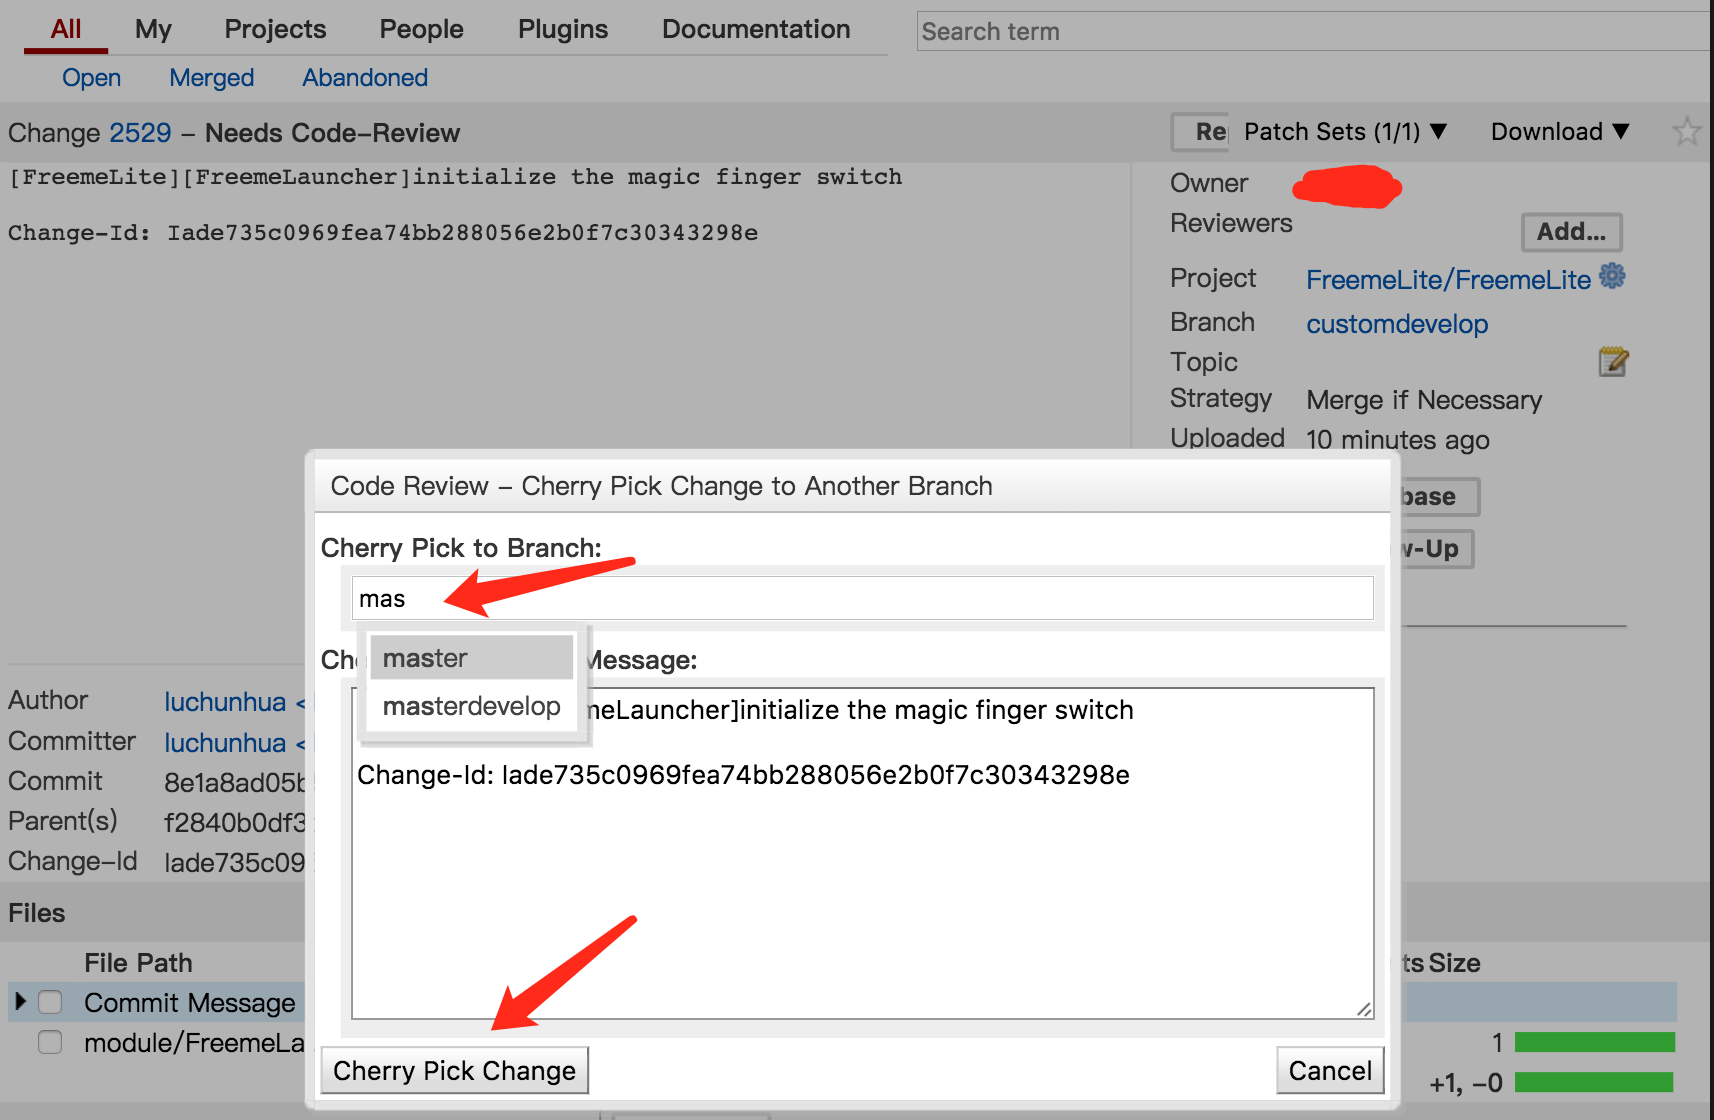 All My Projects People Plugins Documentation Search term
Open Merged Abandoned
Change 2529 – Needs Code-Review Patch Sets (1/1) ▼ Download ▼
[FreemeLite][FreemeLauncher]initialize the magic finger switch
Change-Id: Iade735c0969fea74bb288056e2b0f7c30343298e
Owner
Reviewers
Add...
Project FreemeLite/FreemeLite
Branch customdevelop
Topic
Strategy Merge if Necessary
Uploaded 10 minutes ago
Code Review – Cherry Pick Change to Another Branch
Cherry Pick to Branch:
mas
master
masterdevelop
Message:
neLauncher]initialize the magic finger switch
Change-Id: Iade735c0969fea74bb288056e2b0f7c30343298e
Cherry Pick Change Cancel
base
w-Up
Author luchunhua <
Committer luchunhua <
Commit 8e1a8ad05b
Parent(s) f2840b0df3
Change-Id Iade735c09
Files
File Path ts Size
Commit Message
module/FreemeLa 1
+1, -0